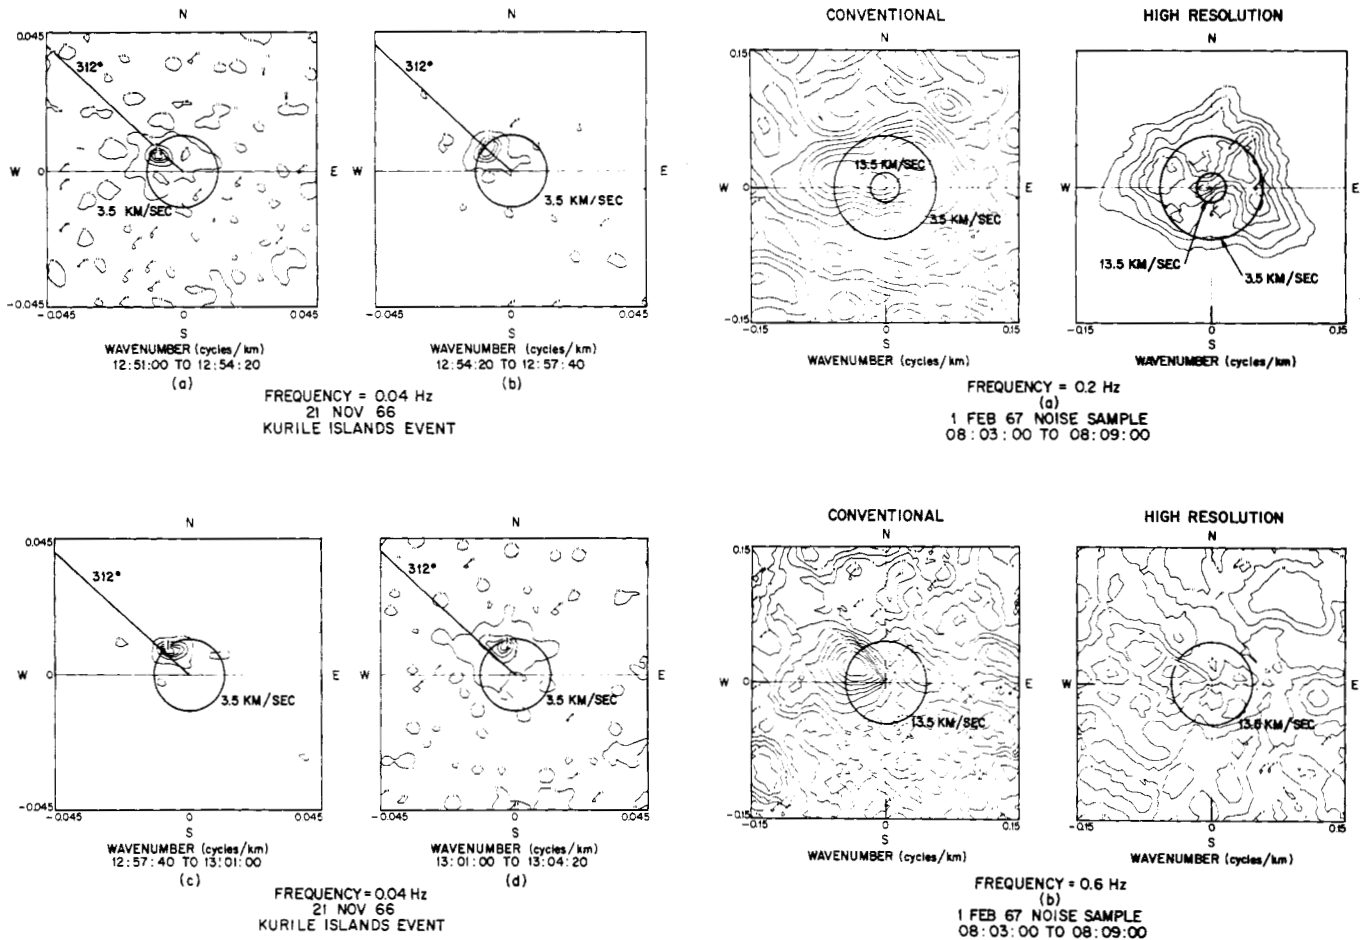 N
0.045
312°
W
0
E
3.5 KM/SEC
-0.045
-0.045
0
0.045
S
WAVENUMBER (cycles/km)
12:51:00 TO 12:54:20
(a)
N
312°
W
0
E
3.5 KM/SEC
-0.045
0
0.045
S
WAVENUMBER (cycles/km)
12:54:20 TO 12:57:40
(b)
FREQUENCY = 0.04 Hz
21 NOV 66
KURILE ISLANDS EVENT
N
0.045
312°
W
0
E
3.5 KM/SEC
-0.045
-0.045
0
0.045
S
WAVENUMBER (cycles/km)
12:57:40 TO 13:01:00
(c)
N
312°
W
0
E
3.5 KM/SEC
-0.045
0
0.045
S
WAVENUMBER (cycles/km)
13:01:00 TO 13:04:20
(d)
FREQUENCY = 0.04 Hz
21 NOV 66
KURILE ISLANDS EVENT
CONVENTIONAL
N
0.15
13.5 KM/SEC
W
0
E
3.5 KM/SEC
-0.15
-0.15
0
0.15
S
WAVENUMBER (cycles/km)
HIGH RESOLUTION
N
W
E
13.5 KM/SEC
3.5 KM/SEC
-0.15
0
0.15
S
WAVENUMBER (cycles/km)
FREQUENCY = 0.2 Hz
(a)
1 FEB 67 NOISE SAMPLE
08:03:00 TO 08:09:00
CONVENTIONAL
N
0.15
W
0
E
13.5 KM/SEC
-0.15
-0.15
0
0.15
S
WAVENUMBER (cycles/km)
HIGH RESOLUTION
N
W
E
13.5 KM/SEC
-0.15
0
0.15
S
WAVENUMBER (cycles/km)
FREQUENCY = 0.6 Hz
(b)
1 FEB 67 NOISE SAMPLE
08:03:00 TO 08:09:00